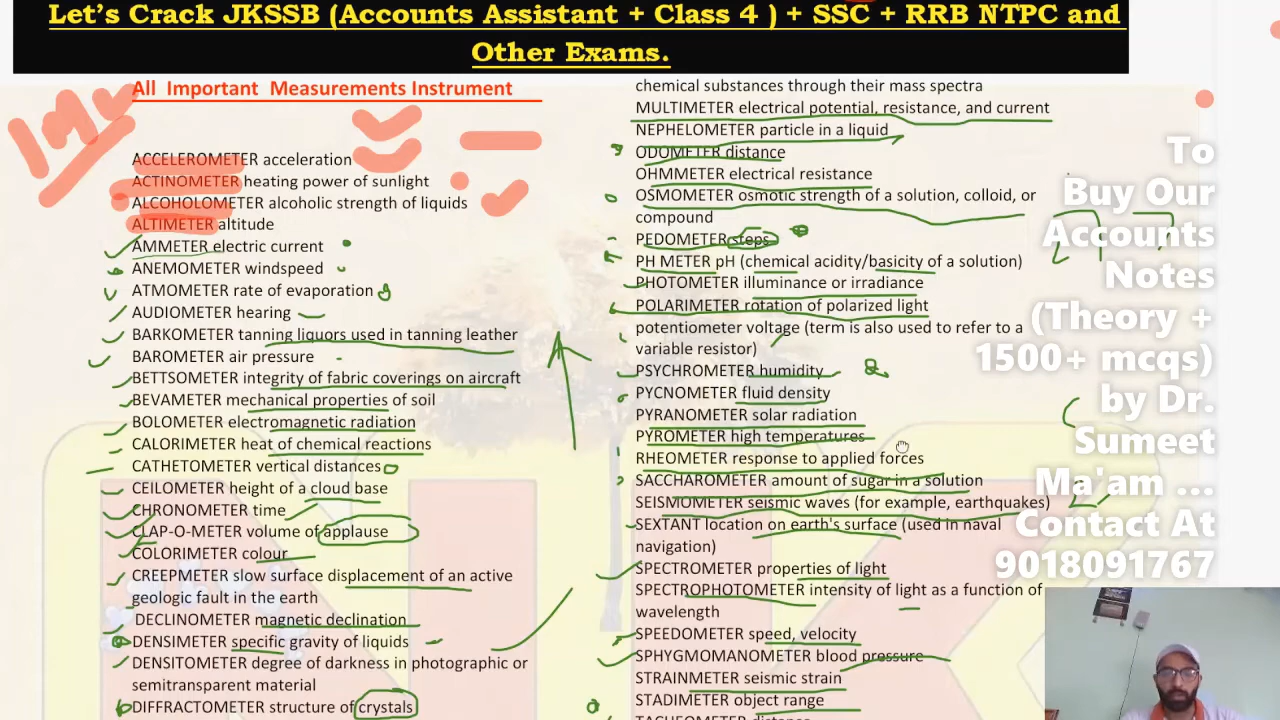 Let's Crack JKSSB (Accounts Assistant + Class 4 ) + SSC + RRB NTPC and
Other Exams.
All Important Measurements Instrument
ACCELEROMETER acceleration
ACTINOMETER heating power of sunlight
ALCOHOLOMETER alcoholic strength of liquids
ALTIMETER altitude
AMMETER electric current
ANEMOMETER windspeed
ATMOMETER rate of evaporation
AUDIOMETER hearing
BARKOMETER tanning liquors used in tanning leather
BAROMETER air pressure
BETTSOMETER integrity of fabric coverings on aircraft
BEVAMETER mechanical properties of soil
BOLOMETER electromagnetic radiation
CALORIMETER heat of chemical reactions
CATHETOMETER vertical distances
CEILOMETER height of a cloud base
CHRONOMETER time
CLAP-O-METER volume of applause
COLORIMETER colour
CREEPMETER slow surface displacement of an active
geologic fault in the earth
DECLINOMETER magnetic declination
DENSIMETER specific gravity of liquids
DENSITOMETER degree of darkness in photographic or
semitransparent material
DIFFRACTOMETER structure of crystals
chemical substances through their mass spectra
MULTIMETER electrical potential, resistance, and current
NEPHELOMETER particle in a liquid
ODOMETER distance
OHMMETER electrical resistance
OSMOMETER osmotic strength of a solution, colloid, or
compound
PEDOMETER steps
PH METER pH (chemical acidity/basicity of a solution)
PHOTOMETER illuminance or irradiance
POLARIMETER rotation of polarized light
potentiometer voltage (term is also used to refer to a
variable resistor)
PSYCHROMETER humidity
PYCNOMETER fluid density
PYRANOMETER solar radiation
PYROMETER high temperatures
RHEOMETER response to applied forces
SACCHAROMETER amount of sugar in a solution
SEISMOMETER seismic waves (for example, earthquakes)
SEXTANT location on earth's surface (used in naval
navigation)
SPECTROMETER properties of light
SPECTROPHOTOMETER intensity of light as a function of
wavelength
SPEEDOMETER speed, velocity
SPHYGMOMANOMETER blood pressure
STRAINMETER seismic strain
STADIMETER object range
TACHEOMETER distance
To
Buy Our
Accounts
Notes
(Theory +
1500+ mcqs)
by Dr.
Sumeet
Ma'am ...
Contact At
9018091767